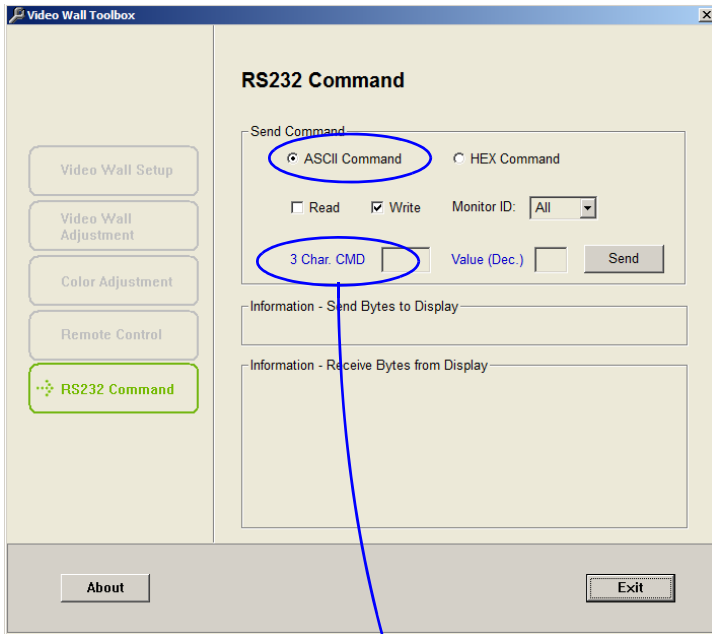 Video Wall Toolbox
RS232 Command
Send Command
ASCII Command HEX Command
Video Wall Setup
Read Write Monitor ID: All
Video Wall
Adjustment
3 Char. CMD Value (Dec.) Send
Color Adjustment
Information - Send Bytes to Display
Remote Control
Information - Receive Bytes from Display
RS232 Command
About Exit